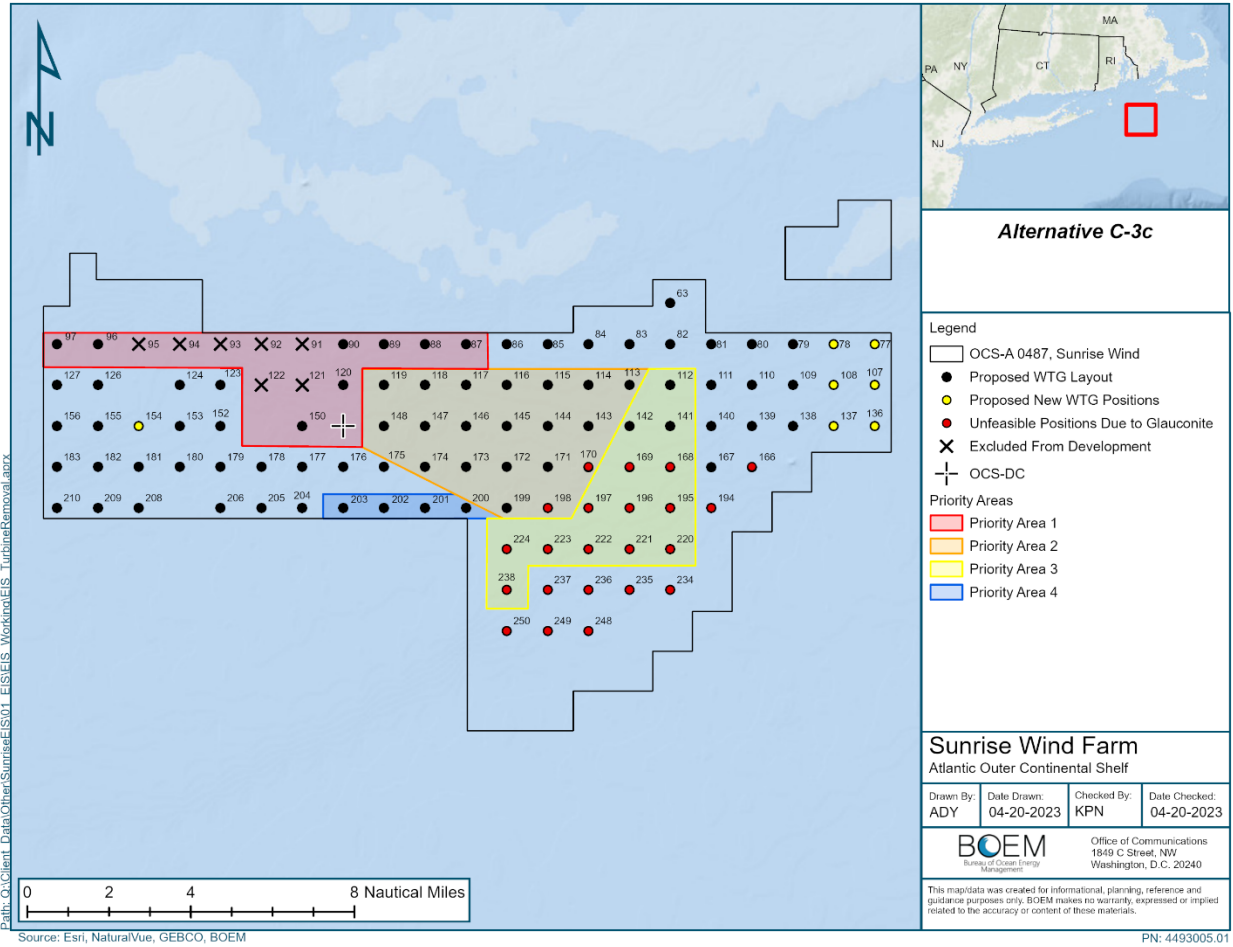 N
MA
PA
NY
CT
RI
NJ
Alternative C-3c
63
97
96
95
94
93
92
91
90
89
88
87
86
85
84
83
82
81
80
79
78
77
127
126
124
123
122
121
120
119
118
117
116
115
114
113
112
111
110
109
108
107
156
155
154
153
152
150
148
147
146
145
144
143
142
141
140
139
138
137
136
183
182
181
180
179
178
177
176
175
174
173
172
171
170
169
168
167
166
210
209
208
206
205
204
203
202
201
200
199
198
197
196
195
194
224
223
222
221
220
238
237
236
235
234
250
249
248
Legend
OCS-A 0487, Sunrise Wind
Proposed WTG Layout
Proposed New WTG Positions
Unfeasible Positions Due to Glauconite
Excluded From Development
OCS-DC
Priority Areas
Priority Area 1
Priority Area 2
Priority Area 3
Priority Area 4
Sunrise Wind Farm
Atlantic Outer Continental Shelf
Drawn By:
ADY
Date Drawn:
04-20-2023
Checked By:
KPN
Date Checked:
04-20-2023
BOEM
Bureau of Ocean Energy
Management
Office of Communications
1849 C Street, NW
Washington, D.C. 20240
This map/data was created for informational, planning, reference and
guidance purposes only. BOEM makes no warranty, expressed or implied
related to the accuracy or content of these materials.
0 2 4 8 Nautical Miles
Path: Q:\Client_Data\Other\SunriseEIS\01_EIS\EIS_Working\EIS_TurbineRemoval.aprx
Source: Esri, NaturalVue, GEBCO, BOEM
PN: 4493005.01